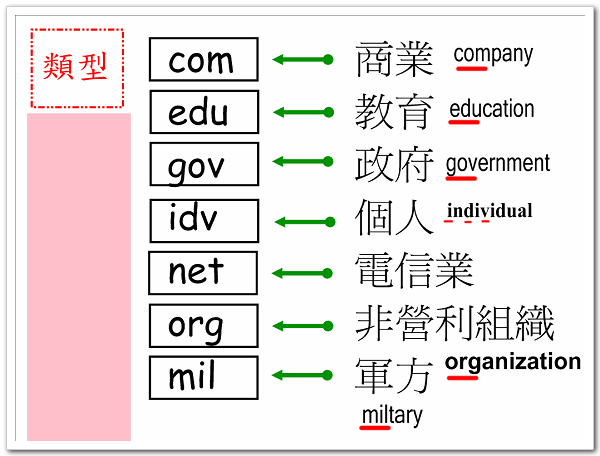 類型
com 商業 company
edu 教育 education
gov 政府 government
idv 個人 individual
net 電信業
org 非營利組織
organization
mil 軍方
miltary